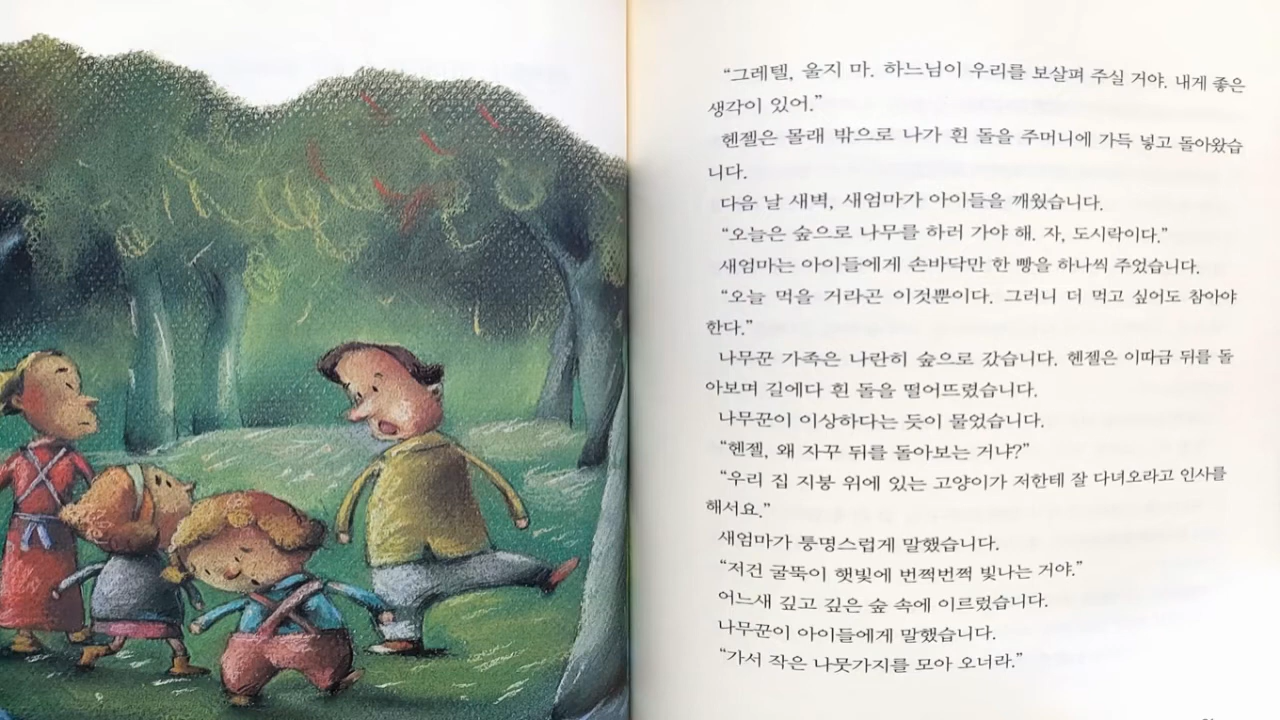 “그레텔, 울지 마. 하느님이 우리를 보살펴 주실 거야. 내게 좋은
생각이 있어.”
헨젤은 몰래 밖으로 나가 흰 돌을 주머니에 가득 넣고 돌아왔습
니다.
다음 날 새벽, 새엄마가 아이들을 깨웠습니다.
“오늘은 숲으로 나무를 하러 가야 해. 자, 도시락이다.”
새엄마는 아이들에게 손바닥만 한 빵을 하나씩 주었습니다.
“오늘 먹을 거라곤 이것뿐이다. 그러니 더 먹고 싶어도 참아야
한다.”
나무꾼 가족은 나란히 숲으로 갔습니다. 헨젤은 이따금 뒤를 돌
아보며 길에다 흰 돌을 떨어뜨렸습니다.
나무꾼이 이상하다는 듯이 물었습니다.
“헨젤, 왜 자꾸 뒤를 돌아보는 거냐?”
“우리 집 지붕 위에 있는 고양이가 저한테 잘 다녀오라고 인사를
해서요.”
새엄마가 퉁명스럽게 말했습니다.
“저건 굴뚝이 햇빛에 번쩍번쩍 빛나는 거야.”
어느새 깊고 깊은 숲 속에 이르렀습니다.
나무꾼이 아이들에게 말했습니다.
“가서 작은 나뭇가지를 모아 오너라.”